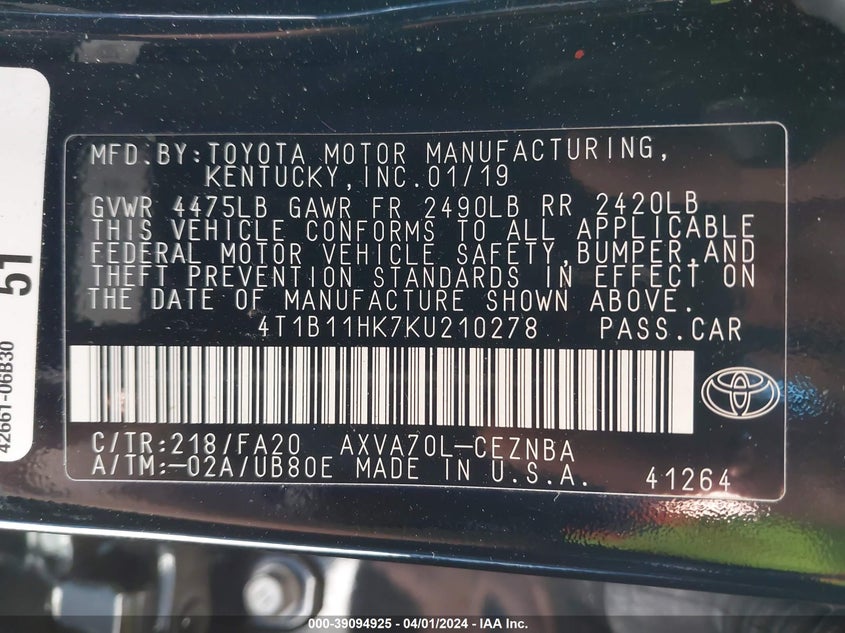 MFD.BY:TOYOTA MOTOR MANUFACTURING,
KENTUCKY,INC.01/19
GVWR 4475LB GAWR FR 2490LB RR 2420LB
THIS VEHICLE CONFORMS TO ALL APPLICABLE
FEDERAL MOTOR VEHICLE SAFETY,BUMPER,AND
THEFT PREVENTION STANDARDS IN EFFECT ON
THE DATE OF MANUFACTURE SHOWN ABOVE.
4T1B11HK7KU210278 PASS.CAR
C/TR:218/FA20 AXVA70L-CEZNBA
A/TM:-02A/UB80E MADE IN U.S.A. 41264
51
42661-06B30
000-39094925 - 04/01/2024 - IAA Inc.